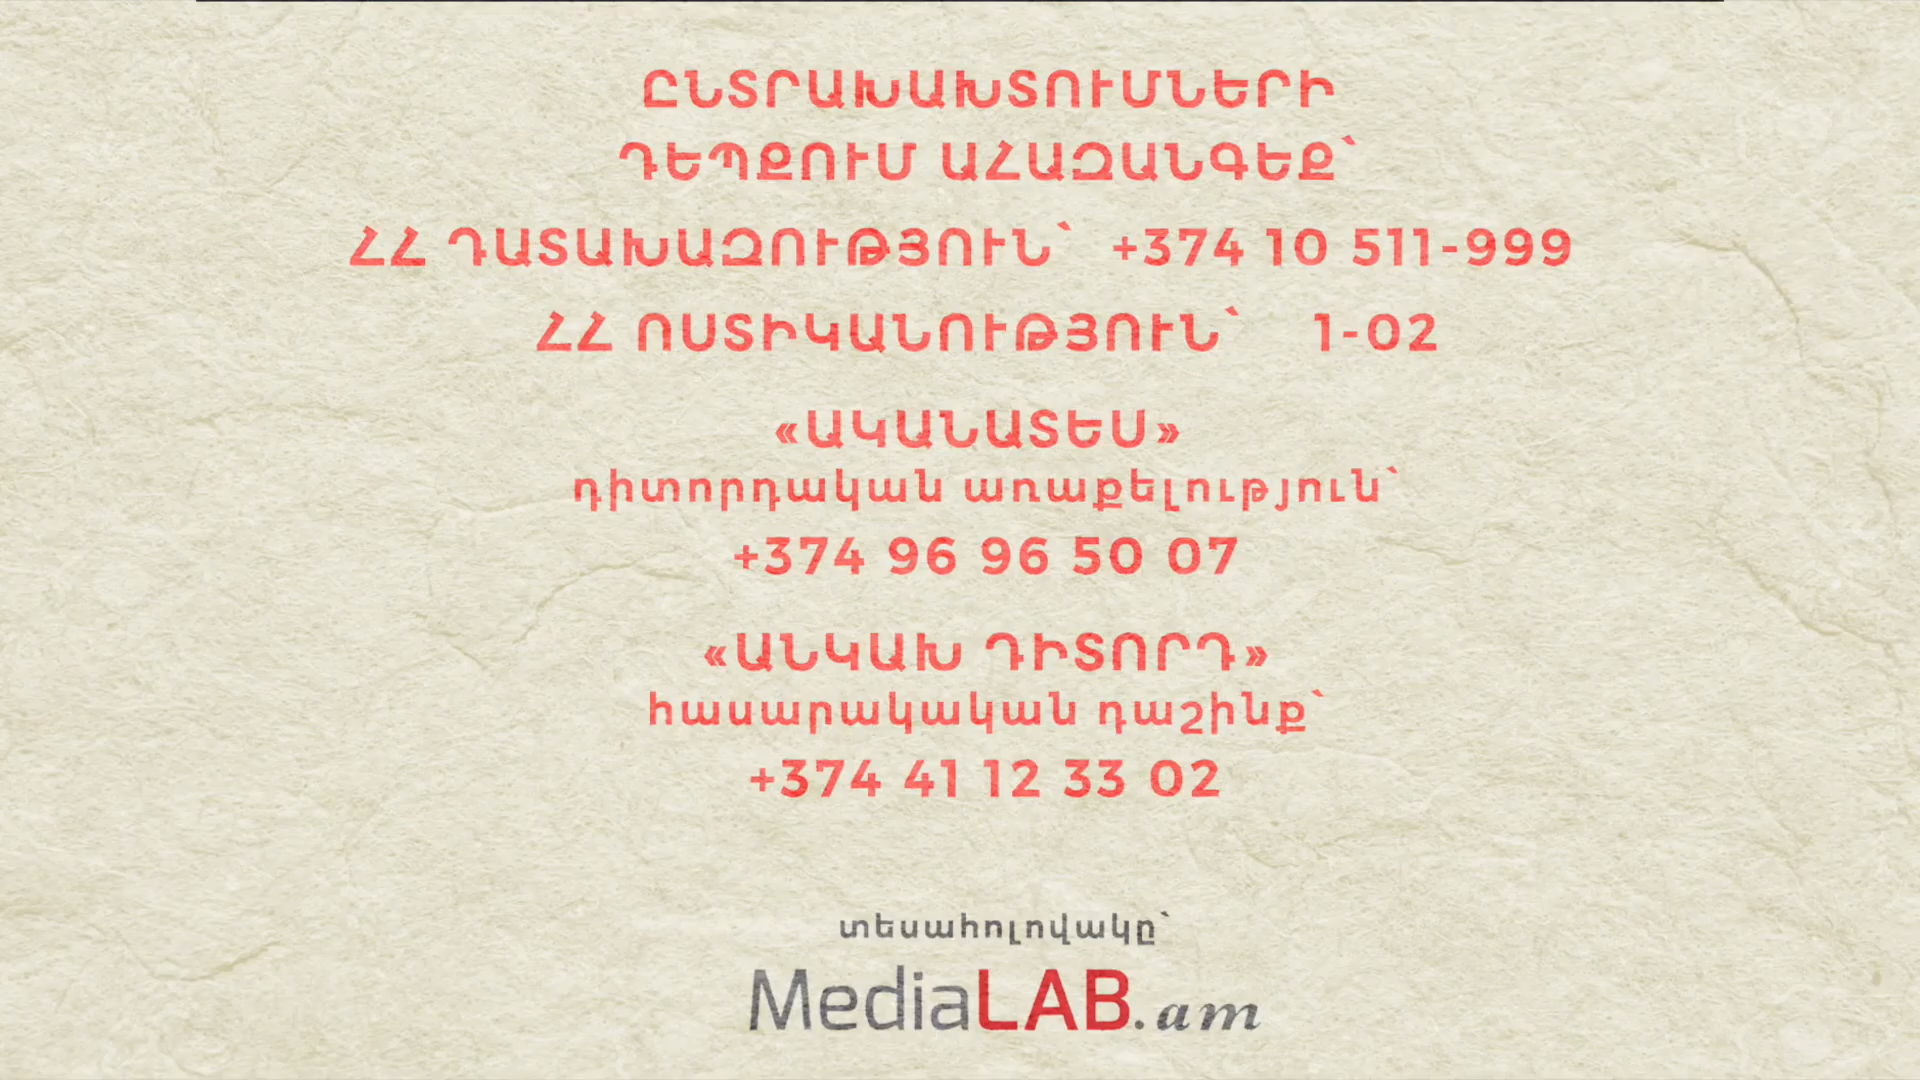 ԸՆՏՐԱԽԱԽՏՈՒՄՆԵՐԻ
ԴԵՊՔՈՒՄ ԱՀԱԶԱՆԳԵՔ՝
ՀՀ ԴԱՏԱԽԱԶՈՒԹՅՈՒՆ՝ +374 10 511-999
ՀՀ ՈՍՏԻԿԱՆՈՒԹՅՈՒՆ՝ 1-02
«ԱԿԱՆԱՏԵՍ»
դիտորդական առաքելություն՝
+374 96 96 50 07
«ԱՆԿԱԽ ԴԻՏՈՐԴ»
հասարակական դաշինք՝
+374 41 12 33 02
տեսահոլովակը՝
MediaLAB.am